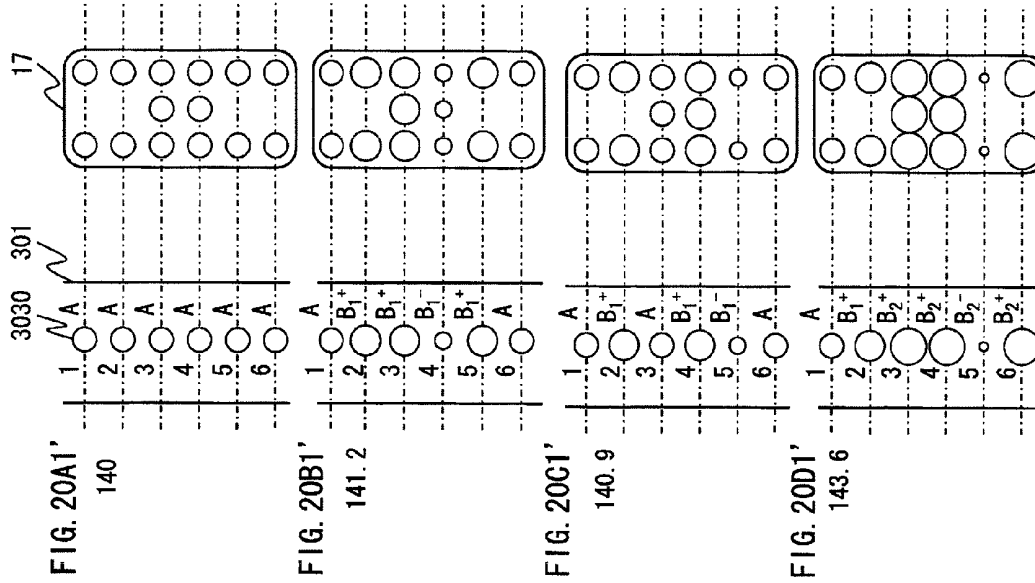 3030 301 17
FIG. 20A1'
140
1 A
2 A
3 A
4 A
5 A
6 A
FIG. 20B1'
141.2
1 A
2 B₁⁺
3 B₁⁺
4 B₁⁻
5 B₁⁺
6 A
FIG. 20C1'
140.9
1 A
2 B₁⁺
3 A
4 B₁⁺
5 B₁⁻
6 A
FIG. 20D1'
143.6
1 A
2 B₁⁺
3 B₂⁺
4 B₂⁺
5 B₂⁻
6 B₂⁺